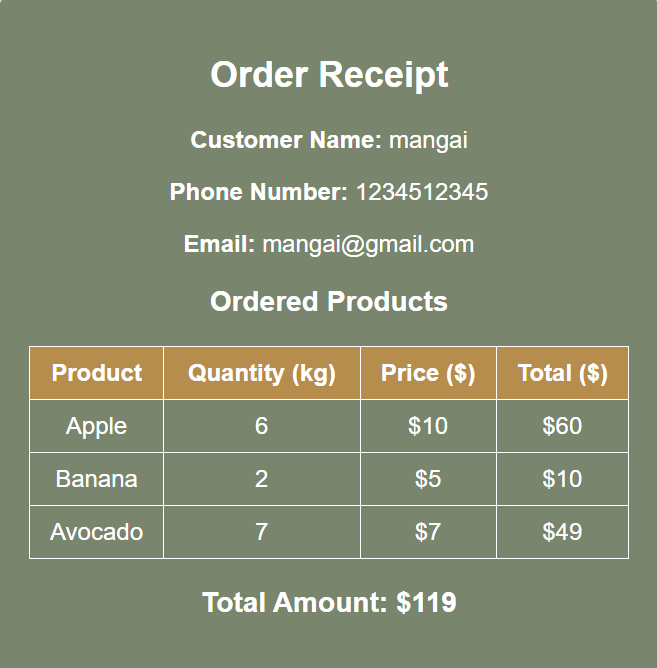 Order Receipt
Customer Name: mangai
Phone Number: 1234512345
Email: mangai@gmail.com
Ordered Products
Product Quantity (kg) Price ($) Total ($)
Apple 6 $10 $60
Banana 2 $5 $10
Avocado 7 $7 $49
Total Amount: $119